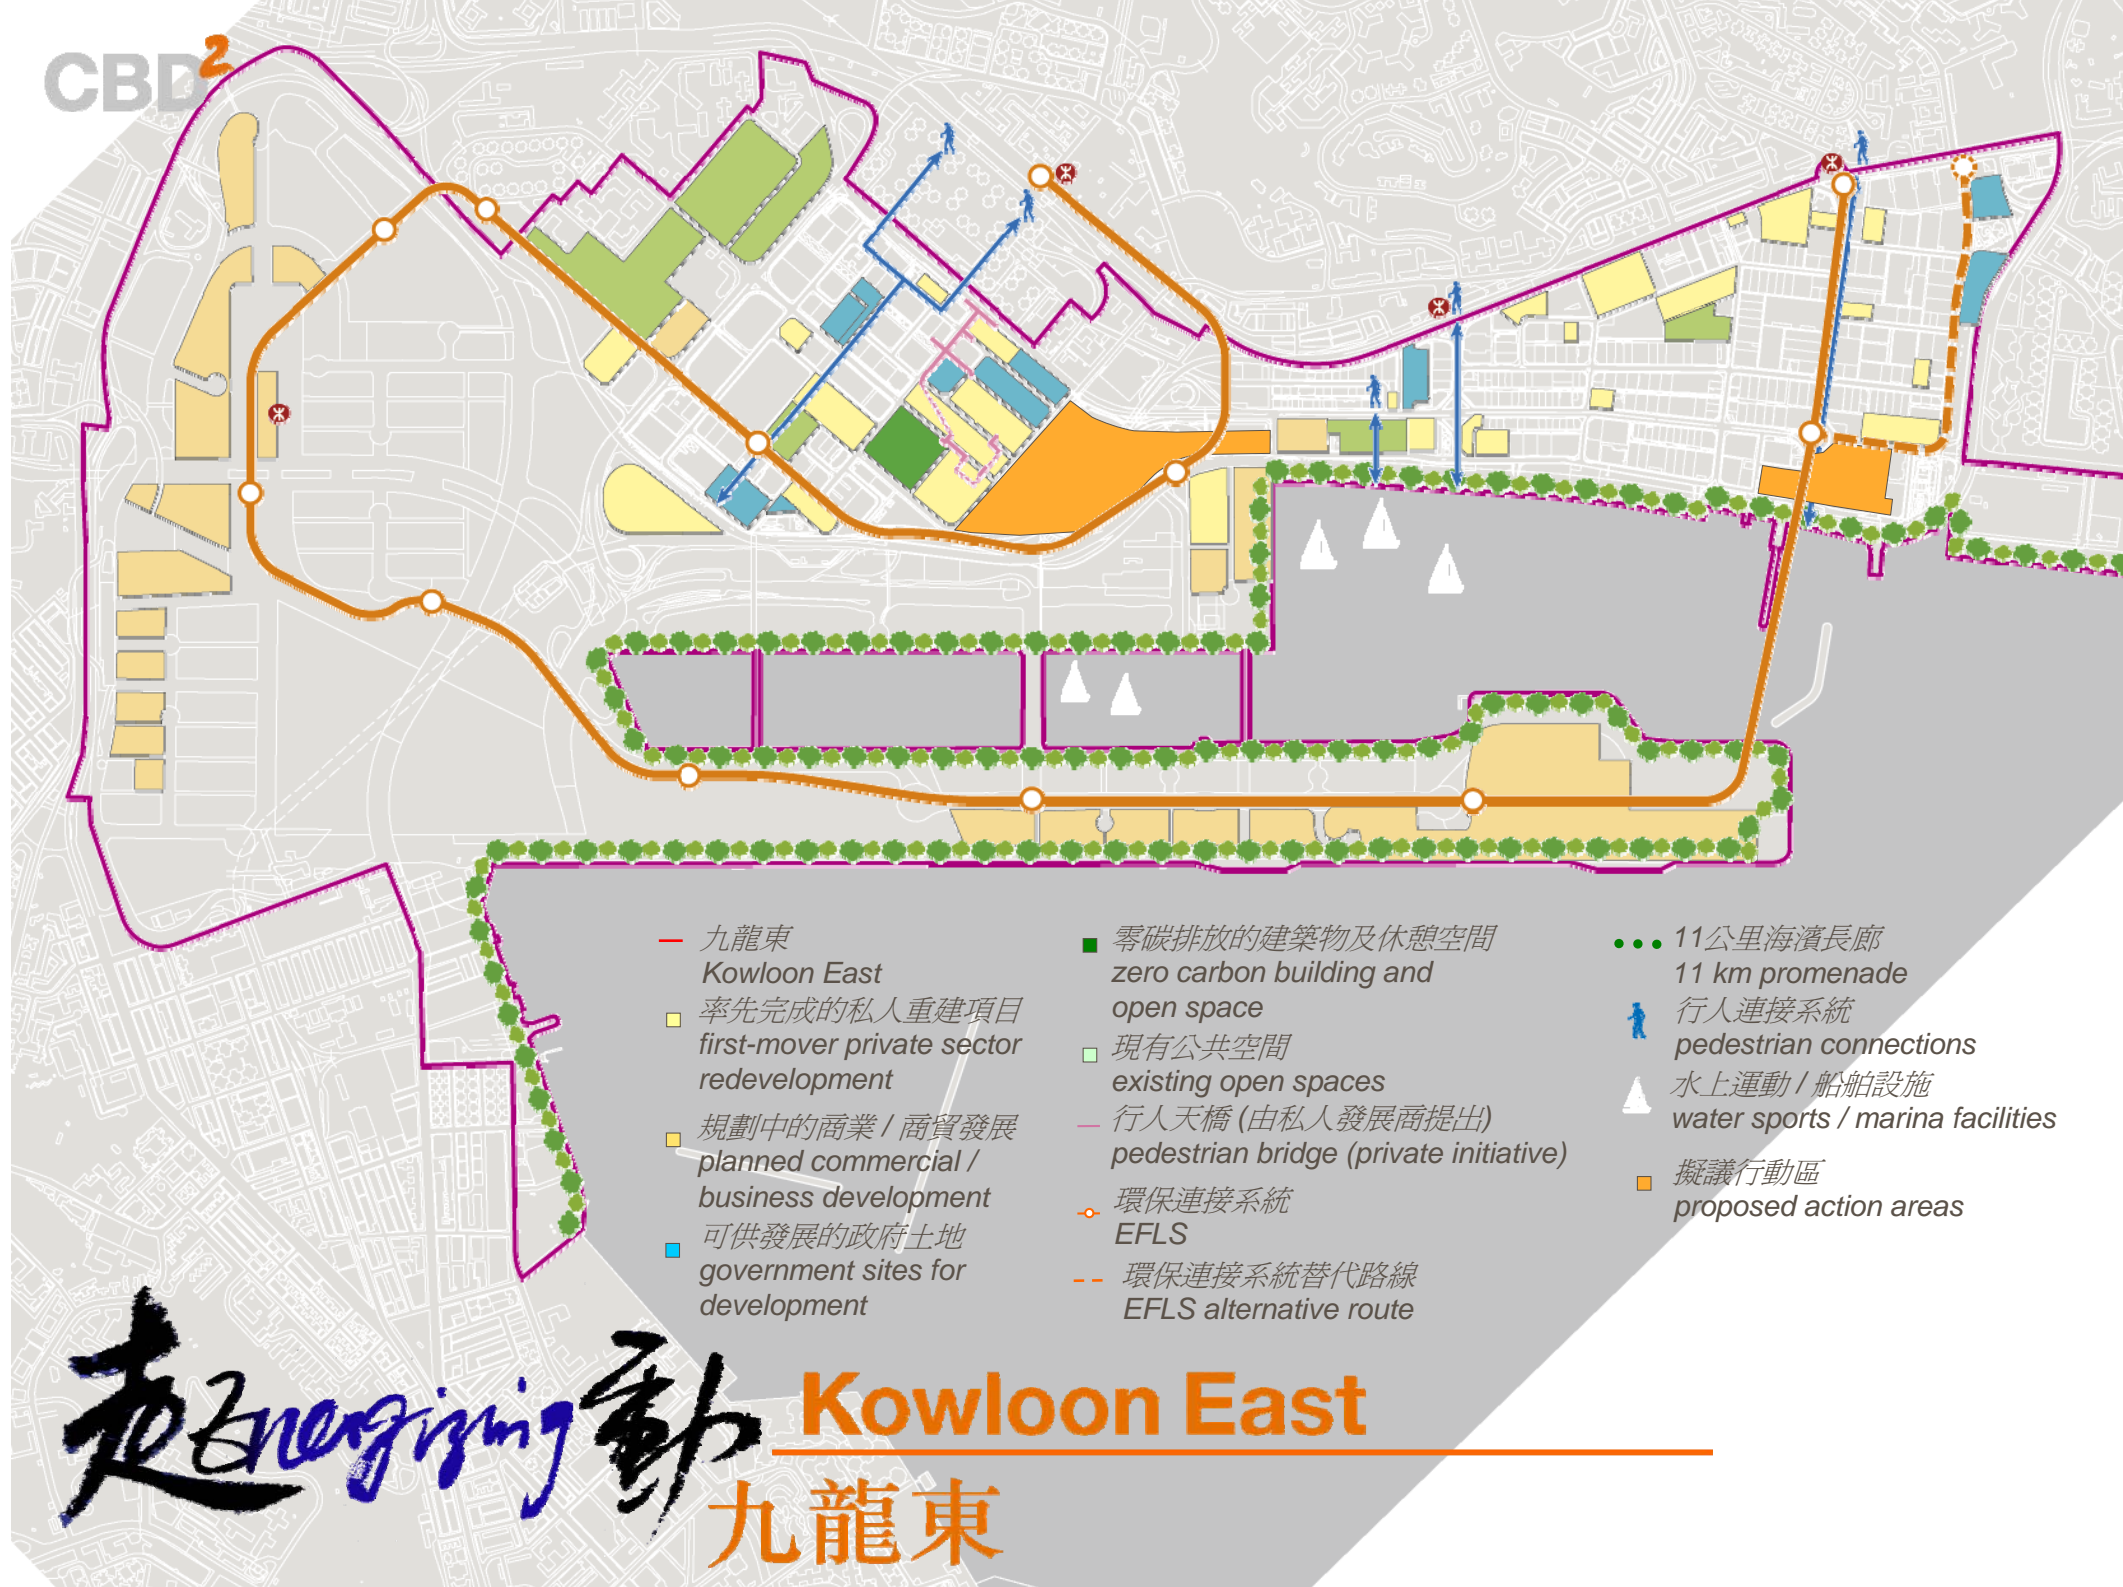 CBD2
九龍東
Kowloon East
率先完成的私人重建項目
first-mover private sector
redevelopment
規劃中的商業 / 商貿發展
planned commercial /
business development
可供發展的政府土地
government sites for
development
零碳排放的建築物及休憩空間
zero carbon building and
open space
現有公共空間
existing open spaces
行人天橋 (由私人發展商提出)
pedestrian bridge (private initiative)
環保連接系統
EFLS
環保連接系統替代路線
EFLS alternative route
11公里海濱長廊
11 km promenade
行人連接系統
pedestrian connections
水上運動 / 船舶設施
water sports / marina facilities
擬議行動區
proposed action areas
起Energizing動
Kowloon East
九龍東